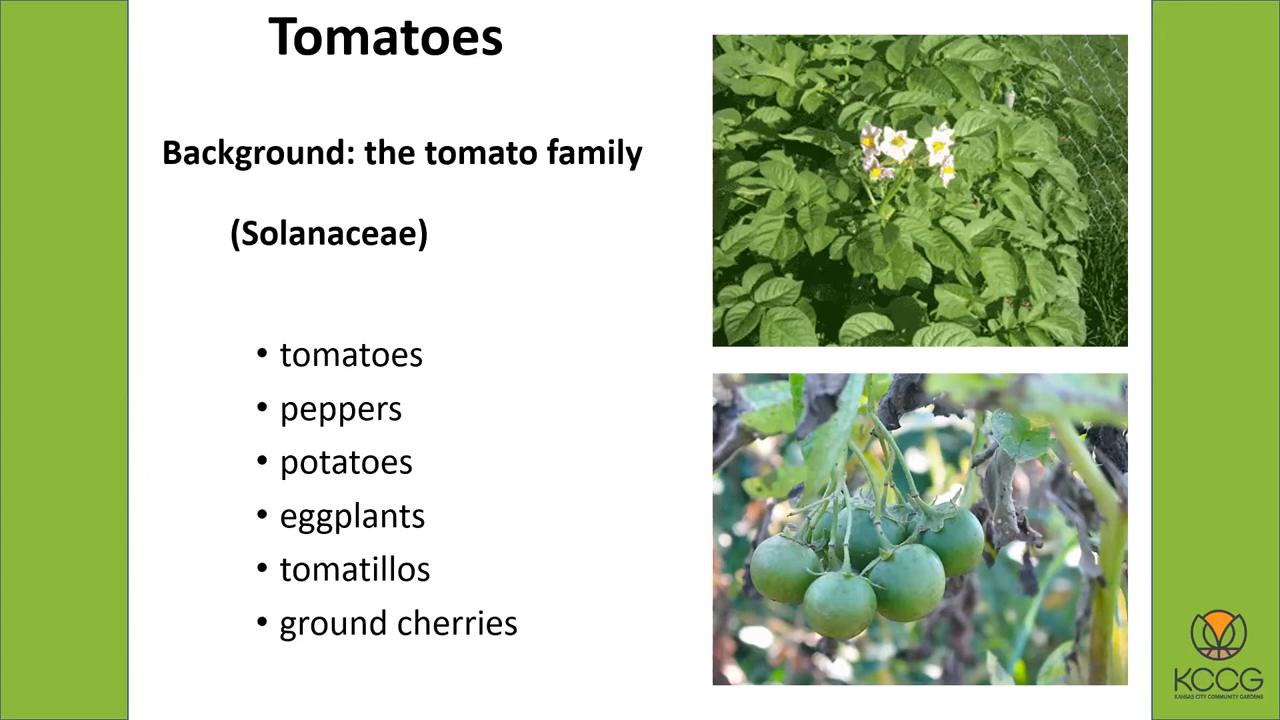 Tomatoes
Background: the tomato family
(Solanaceae)
• tomatoes
• peppers
• potatoes
• eggplants
• tomatillos
• ground cherries
KCCG
KANSAS CITY COMMUNITY GARDENS